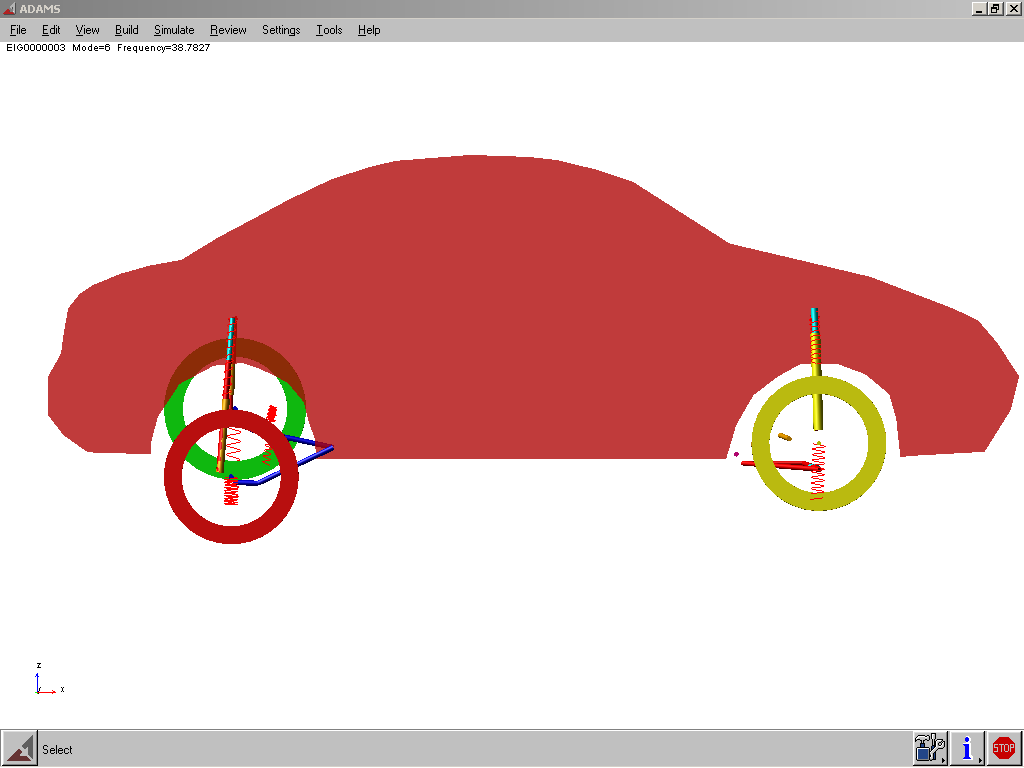 ADAMS
File Edit View Build Simulate Review Settings Tools Help
EIG0000003 Mode=6 Frequency=38.7827
z
x
Select
i
STOP